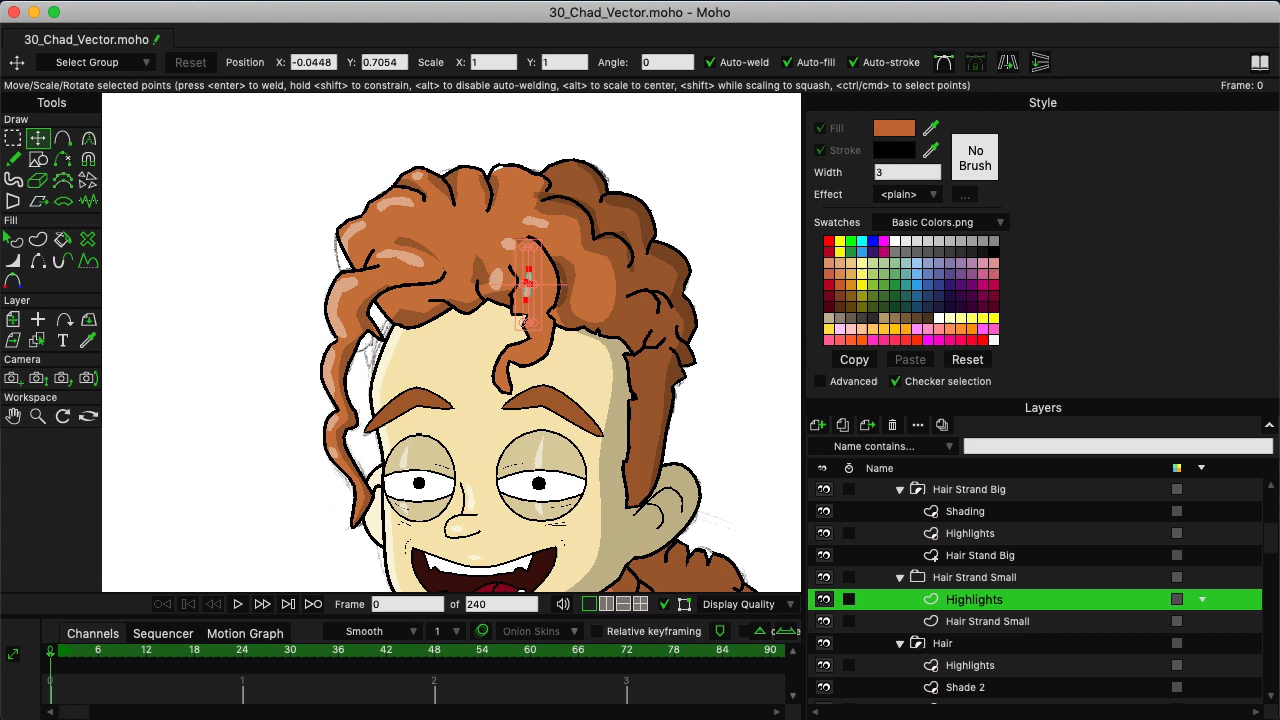 30_Chad_Vector.moho - Moho
30_Chad_Vector.moho
Select Group Reset Position X: -0.0448 Y: 0.7054 Scale X: 1 Y: 1 Angle: 0 Auto-weld Auto-fill Auto-stroke
Move/Scale/Rotate selected points (press <enter> to weld, hold <shift> to constrain, <alt> to disable auto-welding, <alt> to scale to center, <shift> while scaling to squash, <ctrl/cmd> to select points) Frame: 0
Tools
Draw
Fill
Layer
Camera
Workspace
Style
Fill
Stroke
No Brush
Width 3
Effect <plain> ...
Swatches Basic Colors.png
Copy Paste Reset
Advanced Checker selection
Layers
Name contains...
Name
Hair Strand Big
Shading
Highlights
Hair Stand Big
Hair Strand Small
Highlights
Hair Strand Small
Hair
Highlights
Shade 2
Frame 0 of 240 Display Quality
Channels Sequencer Motion Graph Smooth 1 Onion Skins Relative keyframing
0 6 12 18 24 30 36 42 48 54 60 66 72 78 84 90
0 1 2 3